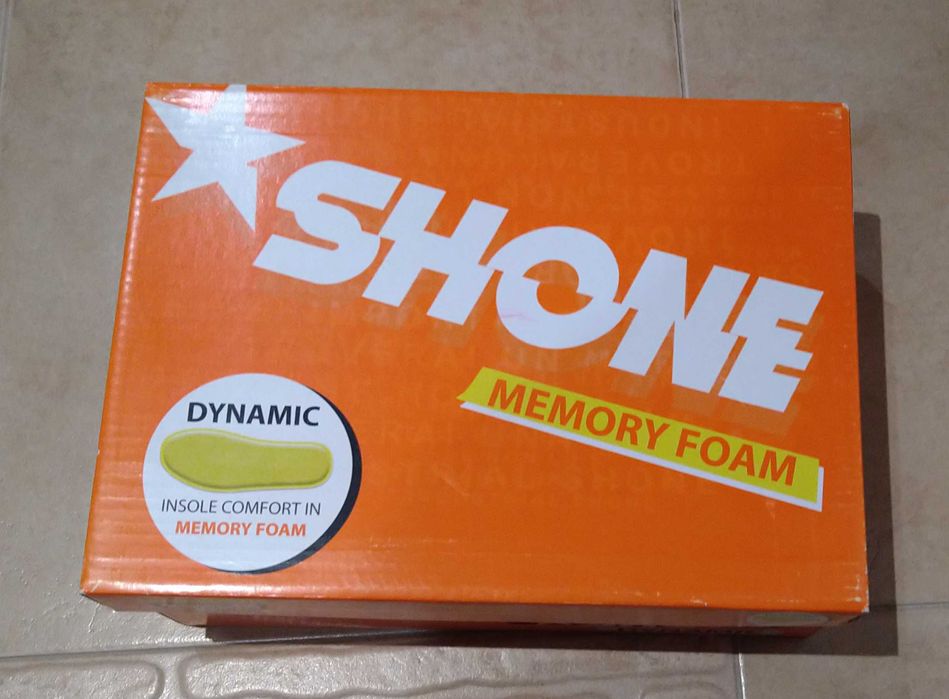 SHONE
MEMORY FOAM
DYNAMIC
INSOLE COMFORT IN
MEMORY FOAM